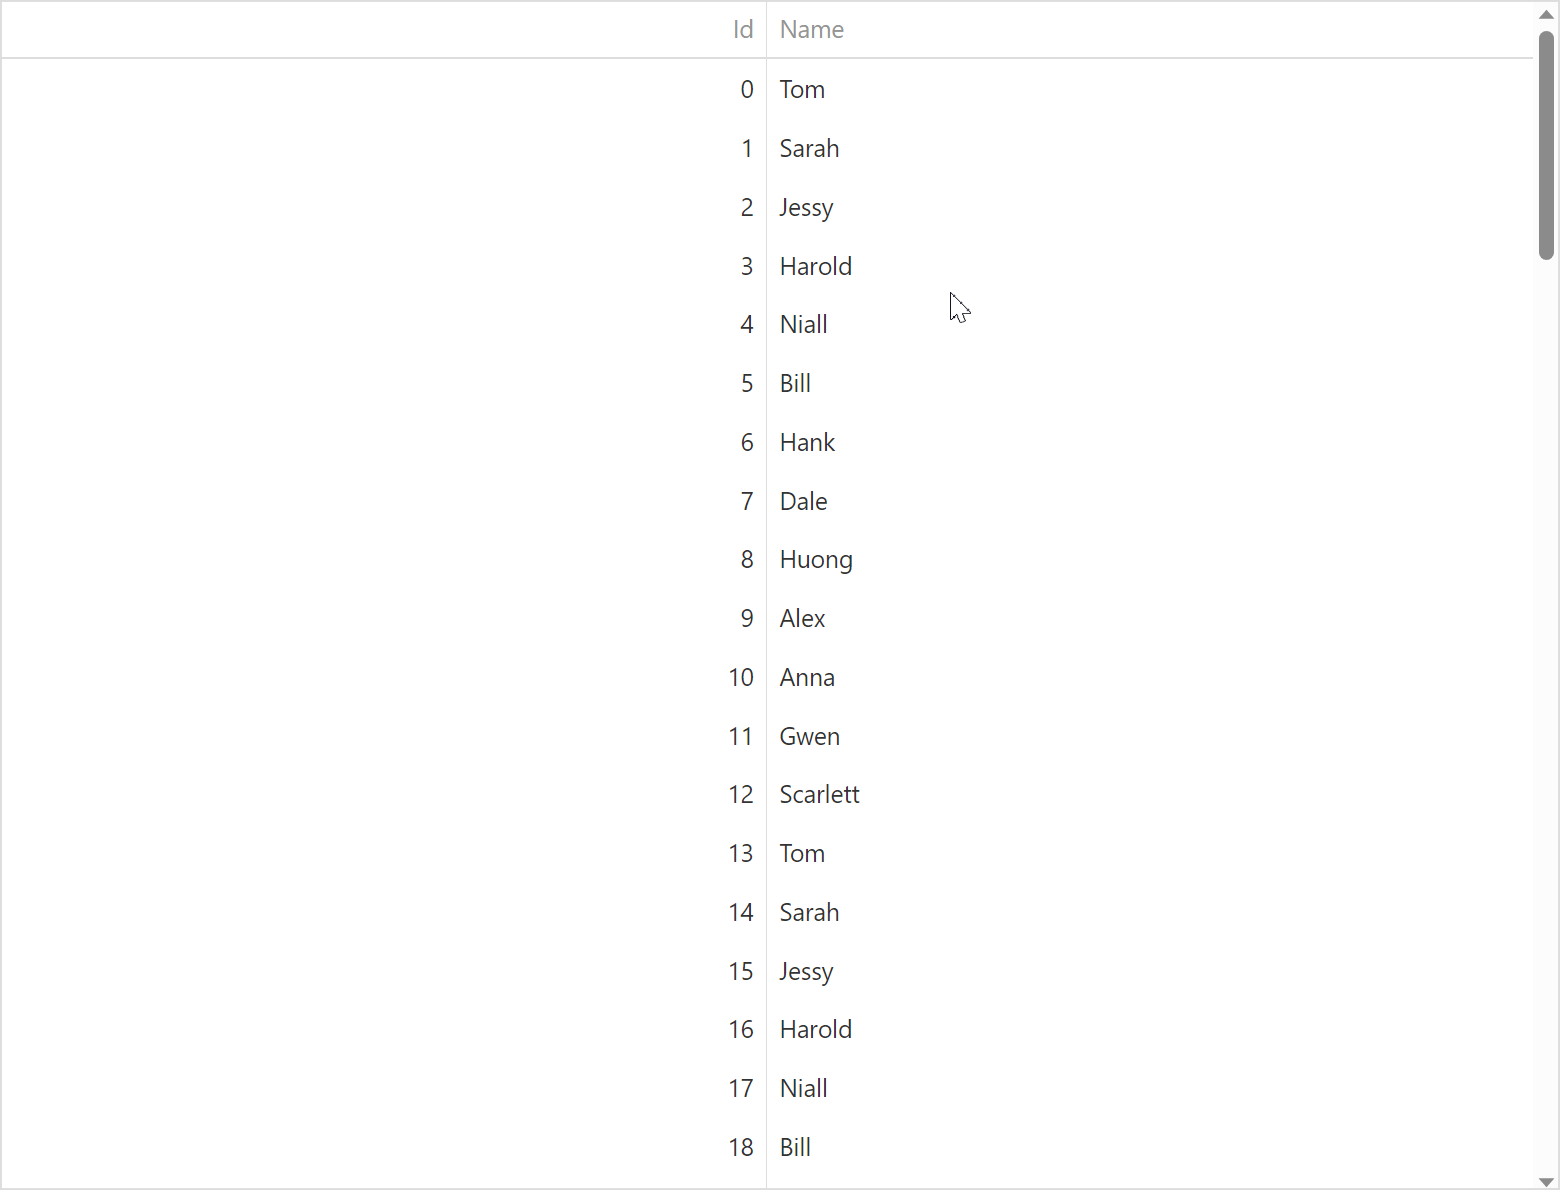 Id Name
0 Tom
1 Sarah
2 Jessy
3 Harold
4 Niall
5 Bill
6 Hank
7 Dale
8 Huong
9 Alex
10 Anna
11 Gwen
12 Scarlett
13 Tom
14 Sarah
15 Jessy
16 Harold
17 Niall
18 Bill